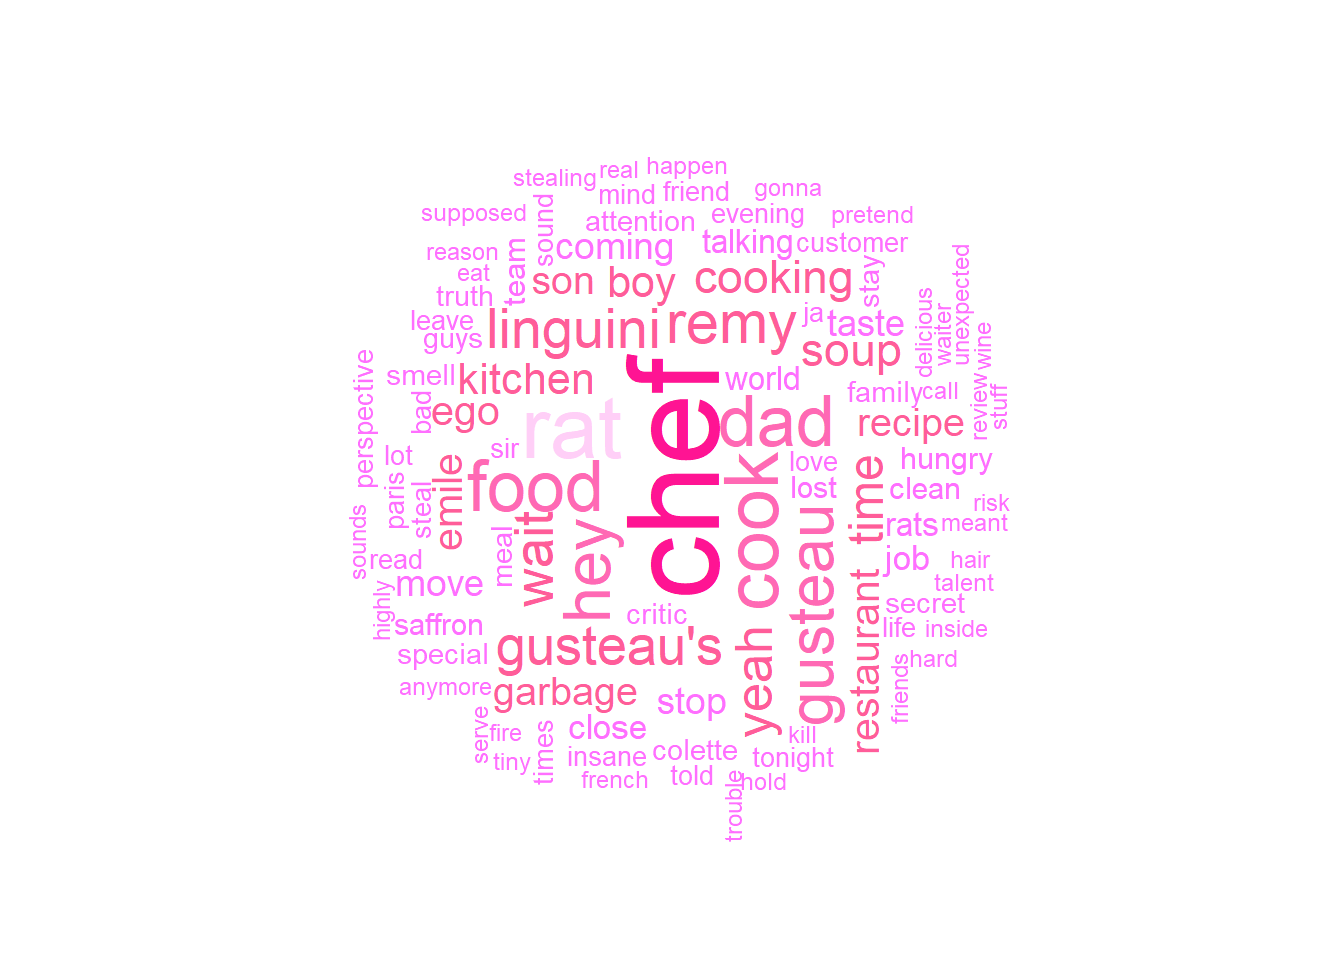 happen
real
stealing
mind
friend
gonna
supposed
sound
attention
evening
pretend
reason
team
coming
talking
customer
eat
son
boy
cooking
stay
unexpected
truth
leave
guys
linguini
remy
ja
taste
delicious
waiter
wine
perspective
smell
kitchen
chef
world
soup
family
call
review
stuff
bad
ego
rat
dad
recipe
lot
sir
food
cook
love
hungry
paris
steal
emile
lost
time
clean
risk
sounds
meal
wait
hey
gusteau
rats
meant
read
job
hair
move
talent
highly
saffron
critic
secret
special
gusteau's
yeah
restaurant
life
inside
anymore
garbage
stop
friends
hard
serve
fire
close
kill
tiny
times
insane
colette
tonight
french
told
trouble
hold